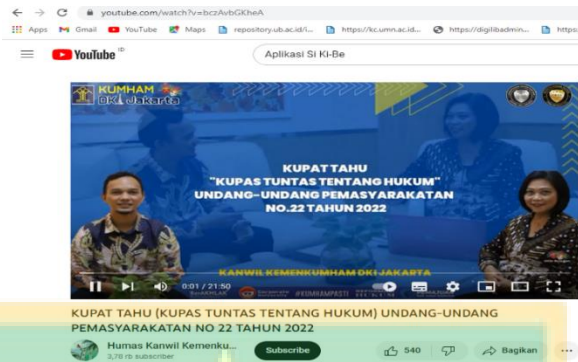 youtube.com/watch?v=bczAvbGKheA
Apps Gmail YouTube Maps repository.ub.ac.id/i... https://kc.umn.ac.id... https://digilibadmin... https:
YouTube ID
Aplikasi Si Ki-Be
KUMHAM
DKI Jakarta
KUPAT TAHU
"KUPAS TUNTAS TENTANG HUKUM"
UNDANG-UNDANG PEMASYARAKATAN
NO.22 TAHUN 2022
KANWIL KEMENKUMHAM DKI JAKARTA
0:01 / 21:50
#KUMHAMPASTI
KUPAT TAHU (KUPAS TUNTAS TENTANG HUKUM) UNDANG-UNDANG
PEMASYARAKATAN NO 22 TAHUN 2022
Humas Kanwil Kemenku...
2,78 rb subscriber
Subscribe
540
Bagikan